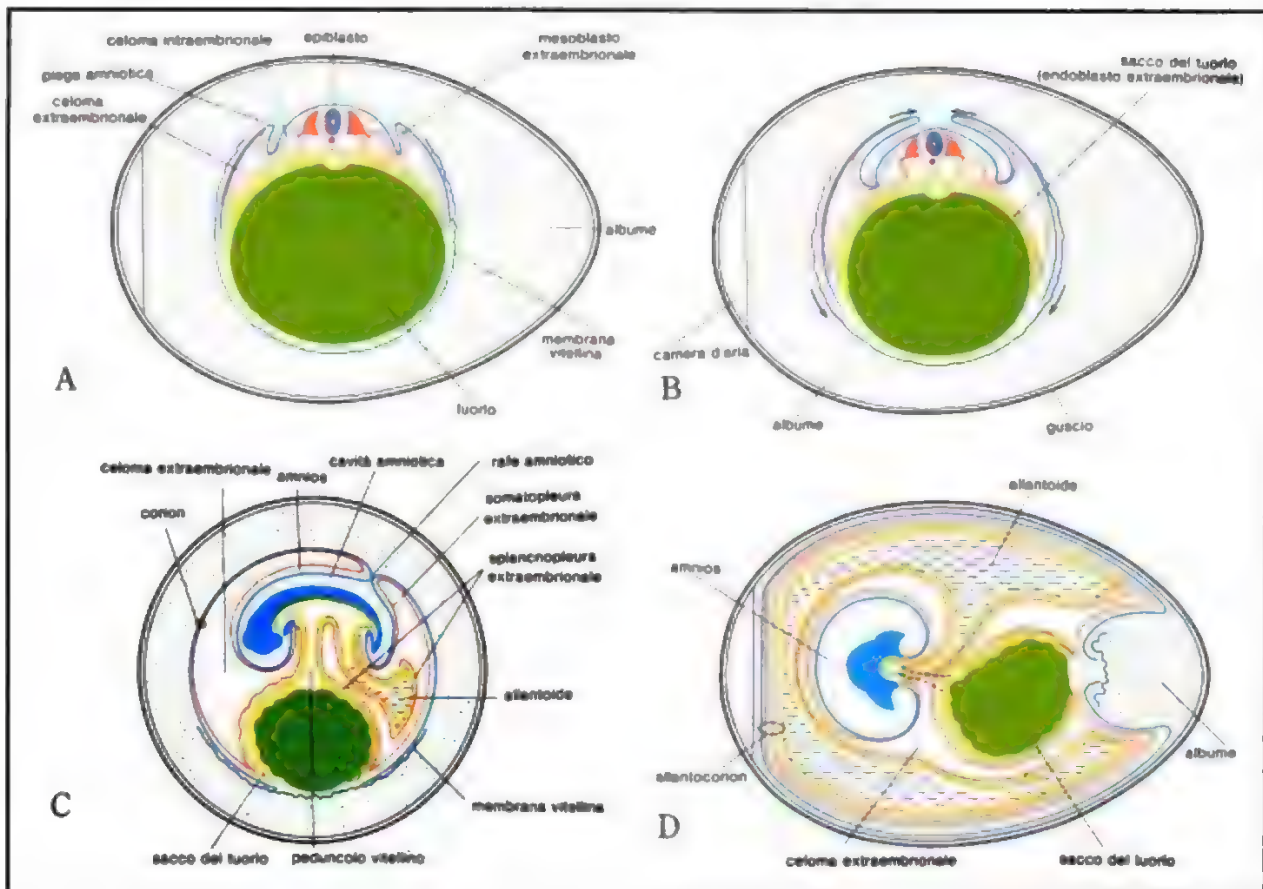 celoma intraembrionale
epiblasto
mesoblasto
extraembrionale
piega amniotica
celoma
extraembrionale
albume
membrana
vitellina
tuorlo
A
sacco del tuorlo
(endoblasto extraembrionale)
camera d'aria
B
albume
guscio
celoma extraembrionale
amnios
cavità amniotica
rafe amniotico
corion
somatopleura
extraembrionale
splancnopleura
extraembrionale
allantoide
membrana vitellina
C
sacco del tuorlo
peduncolo vitellino
allantoide
amnios
albume
allantocorion
D
celoma extraembrionale
sacco del tuorlo